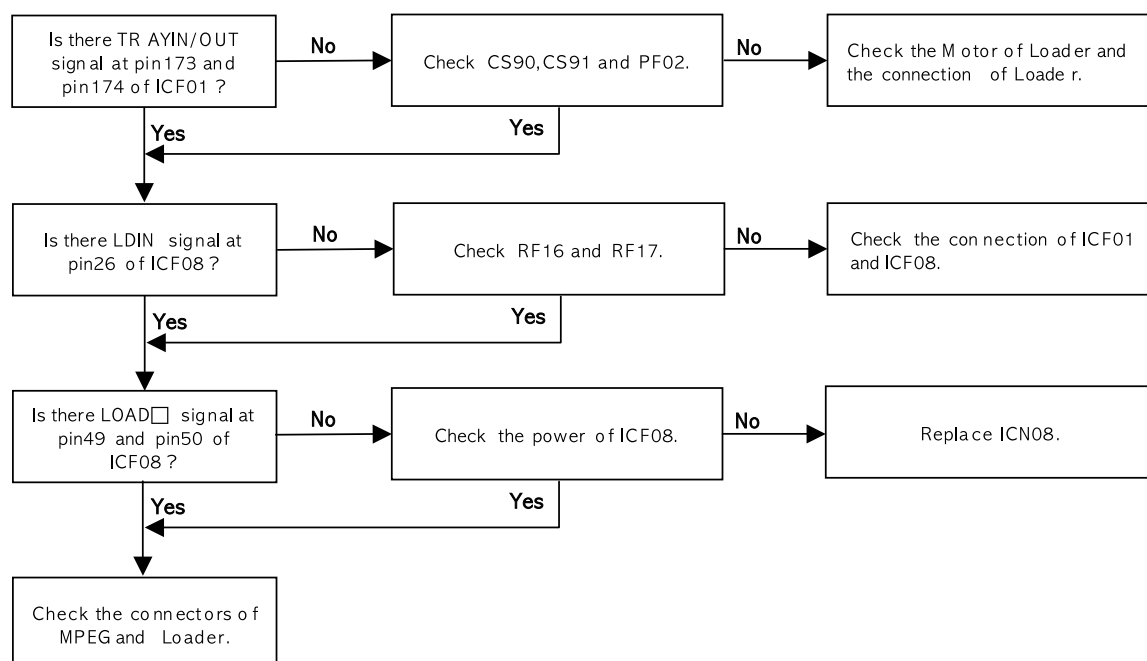 Is there TR AYIN/OUT
signal at pin173 and
pin174 of ICF01 ?
No
Check CS90,CS91 and PF02.
No
Check the M otor of Loader and
the connection of Loade r.
Yes
Yes
Is there LDIN signal at
pin26 of ICF08 ?
No
Check RF16 and RF17.
No
Check the con nection of ICF01
and ICF08.
Yes
Yes
Is there LOAD□ signal at
pin49 and pin50 of
ICF08 ?
No
Check the power of ICF08.
No
Replace ICN08.
Yes
Yes
Check the connectors of
MPEG and Loader.